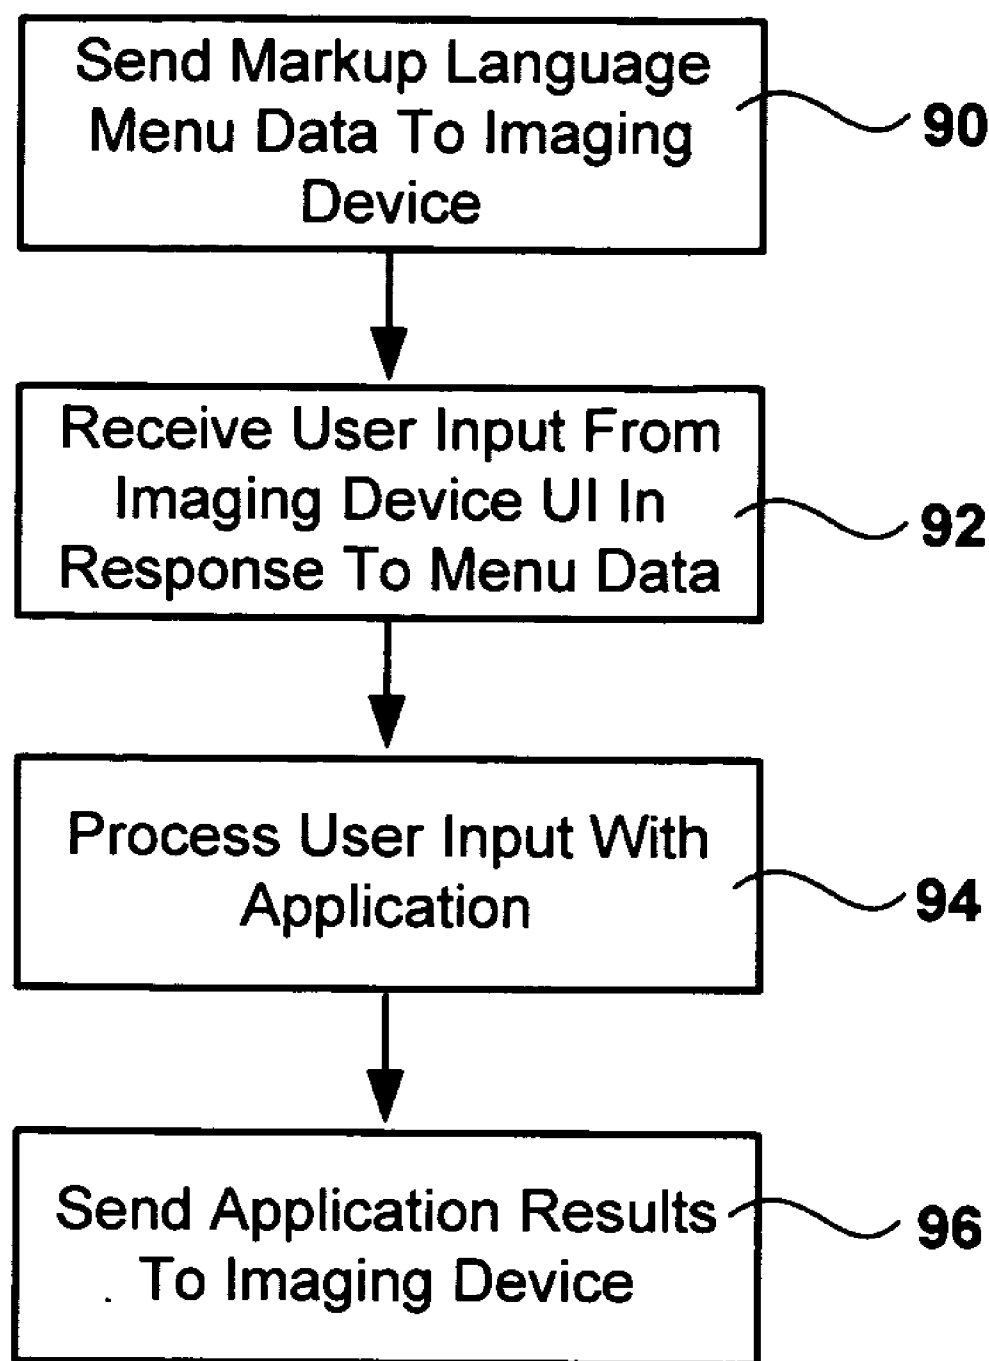 Send Markup Language
Menu Data To Imaging
Device
90
Receive User Input From
Imaging Device UI In
Response To Menu Data
92
Process User Input With
Application
94
Send Application Results
To Imaging Device
96